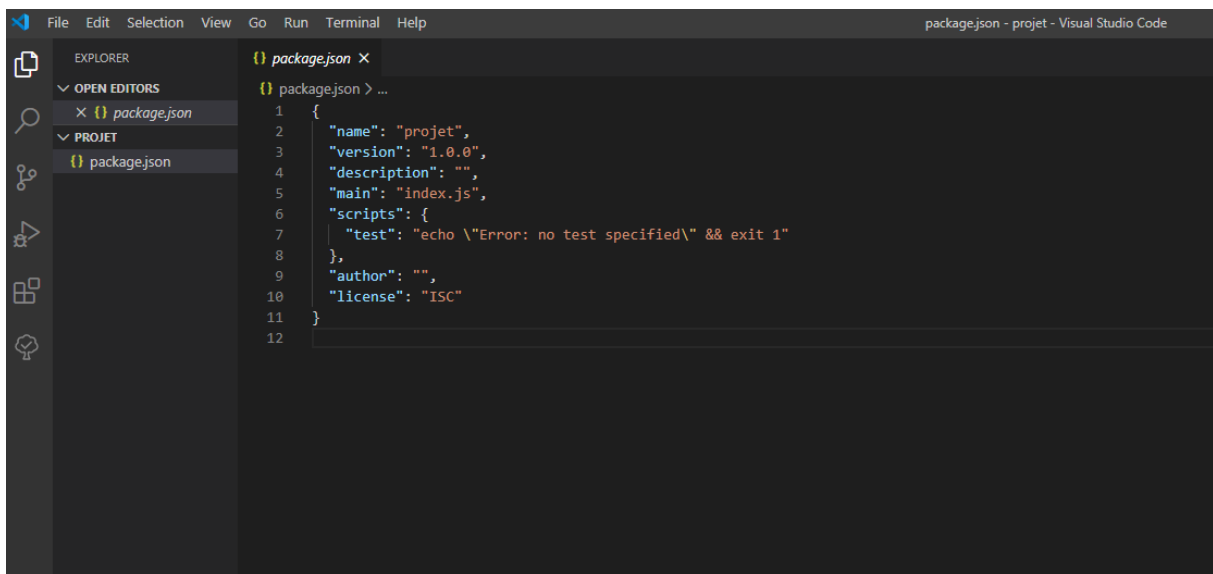 File Edit Selection View Go Run Terminal Help package.json - projet - Visual Studio Code
EXPLORER
OPEN EDITORS
{} package.json
PROJET
{} package.json
{} package.json
{} package.json > ...
1 {
2   "name": "projet",
3   "version": "1.0.0",
4   "description": "",
5   "main": "index.js",
6   "scripts": {
7     "test": "echo \"Error: no test specified\" && exit 1"
8   },
9   "author": "",
10   "license": "ISC"
11 }
12